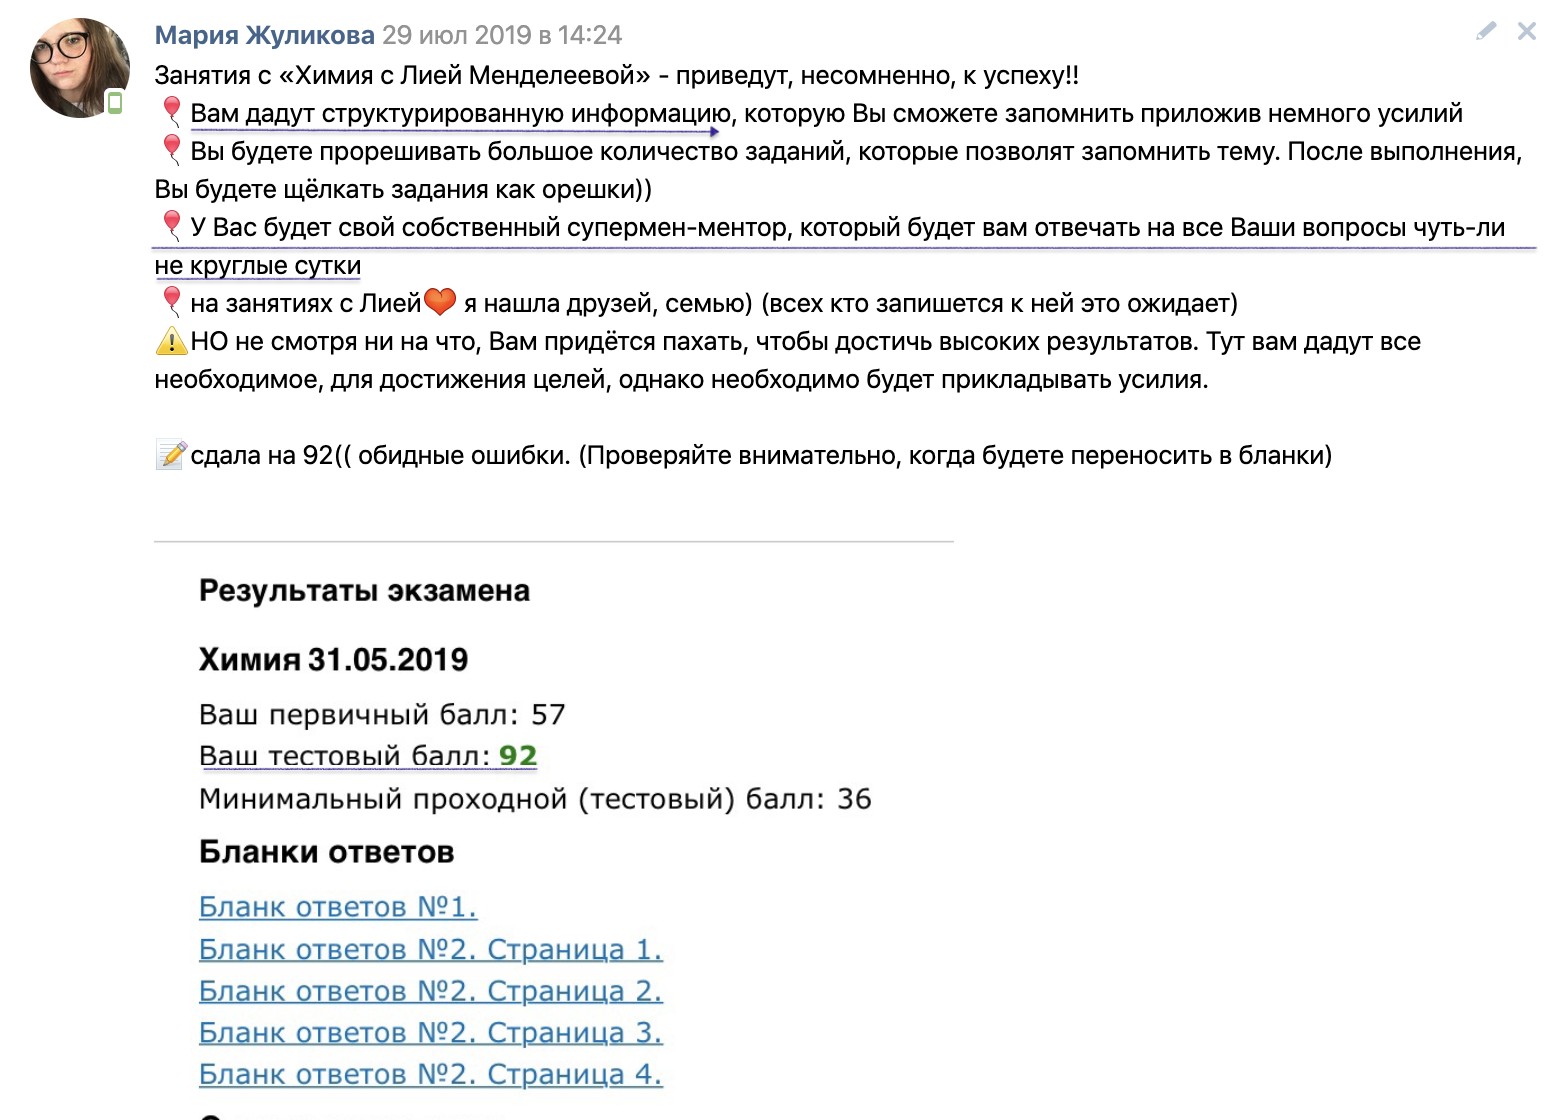 Мария Жуликова 29 июл 2019 в 14:24
Занятия с «Химия с Лией Менделеевой» - приведут, несомненно, к успеху!!
🎈Вам дадут структурированную информацию, которую Вы сможете запомнить приложив немного усилий
🎈Вы будете прорешивать большое количество заданий, которые позволят запомнить тему. После выполнения,
Вы будете щёлкать задания как орешки))
🎈У Вас будет свой собственный супермен-ментор, который будет вам отвечать на все Ваши вопросы чуть-ли
не круглые сутки
🎈на занятиях с Лией❤ я нашла друзей, семью) (всех кто запишется к ней это ожидает)
⚠НО не смотря ни на что, Вам придётся пахать, чтобы достичь высоких результатов. Тут вам дадут все
необходимое, для достижения целей, однако необходимо будет прикладывать усилия.
📝сдала на 92(( обидные ошибки. (Проверяйте внимательно, когда будете переносить в бланки)
Результаты экзамена
Химия 31.05.2019
Ваш первичный балл: 57
Ваш тестовый балл: 92
Минимальный проходной (тестовый) балл: 36
Бланки ответов
Бланк ответов №1.
Бланк ответов №2. Страница 1.
Бланк ответов №2. Страница 2.
Бланк ответов №2. Страница 3.
Бланк ответов №2. Страница 4.